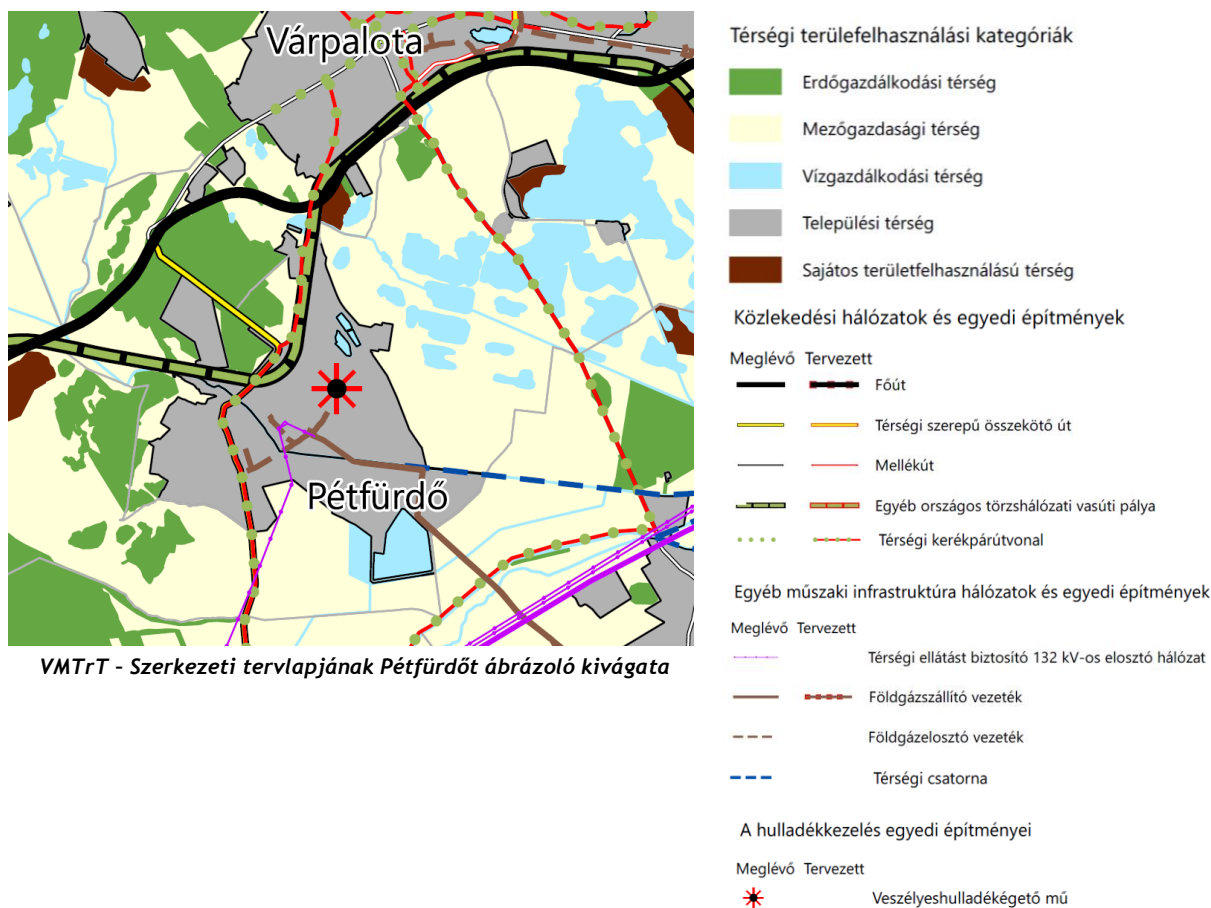 Várpalota
Pétfürdő
VMTrT - Szerkezeti tervlapjának Pétfürdőt ábrázoló kivágata
Térségi terülefelhasználási kategóriák
Erdőgazdálkodási térség
Mezőgazdasági térség
Vízgazdálkodási térség
Települési térség
Sajátos területfelhasználású térség
Közlekedési hálózatok és egyedi építmények
Meglévő Tervezett
Főút
Térségi szerepű összekötő út
Mellékút
Egyéb országos törzshálózati vasúti pálya
Térségi kerékpárútvonal
Egyéb műszaki infrastruktúra hálózatok és egyedi építmények
Meglévő Tervezett
Térségi ellátást biztosító 132 kV-os elosztó hálózat
Földgázszállító vezeték
Földgázelosztó vezeték
Térségi csatorna
A hulladékkezelés egyedi építményei
Meglévő Tervezett
Veszélyeshulladékégető mű